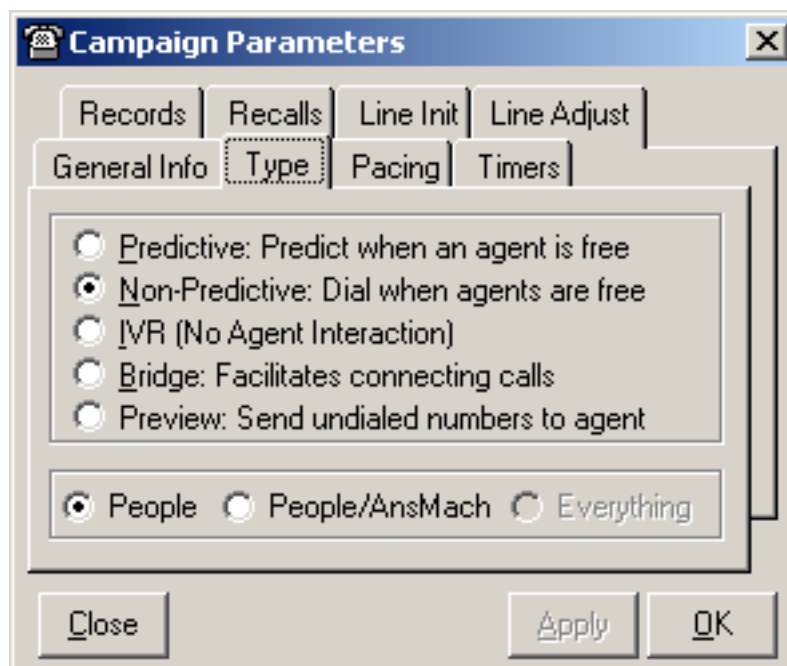 Campaign Parameters
Records Recalls Line Init Line Adjust
General Info Type Pacing Timers
Predictive: Predict when an agent is free
Non-Predictive: Dial when agents are free
IVR (No Agent Interaction)
Bridge: Facilitates connecting calls
Preview: Send undialed numbers to agent
People People/AnsMach Everything
Close Apply OK